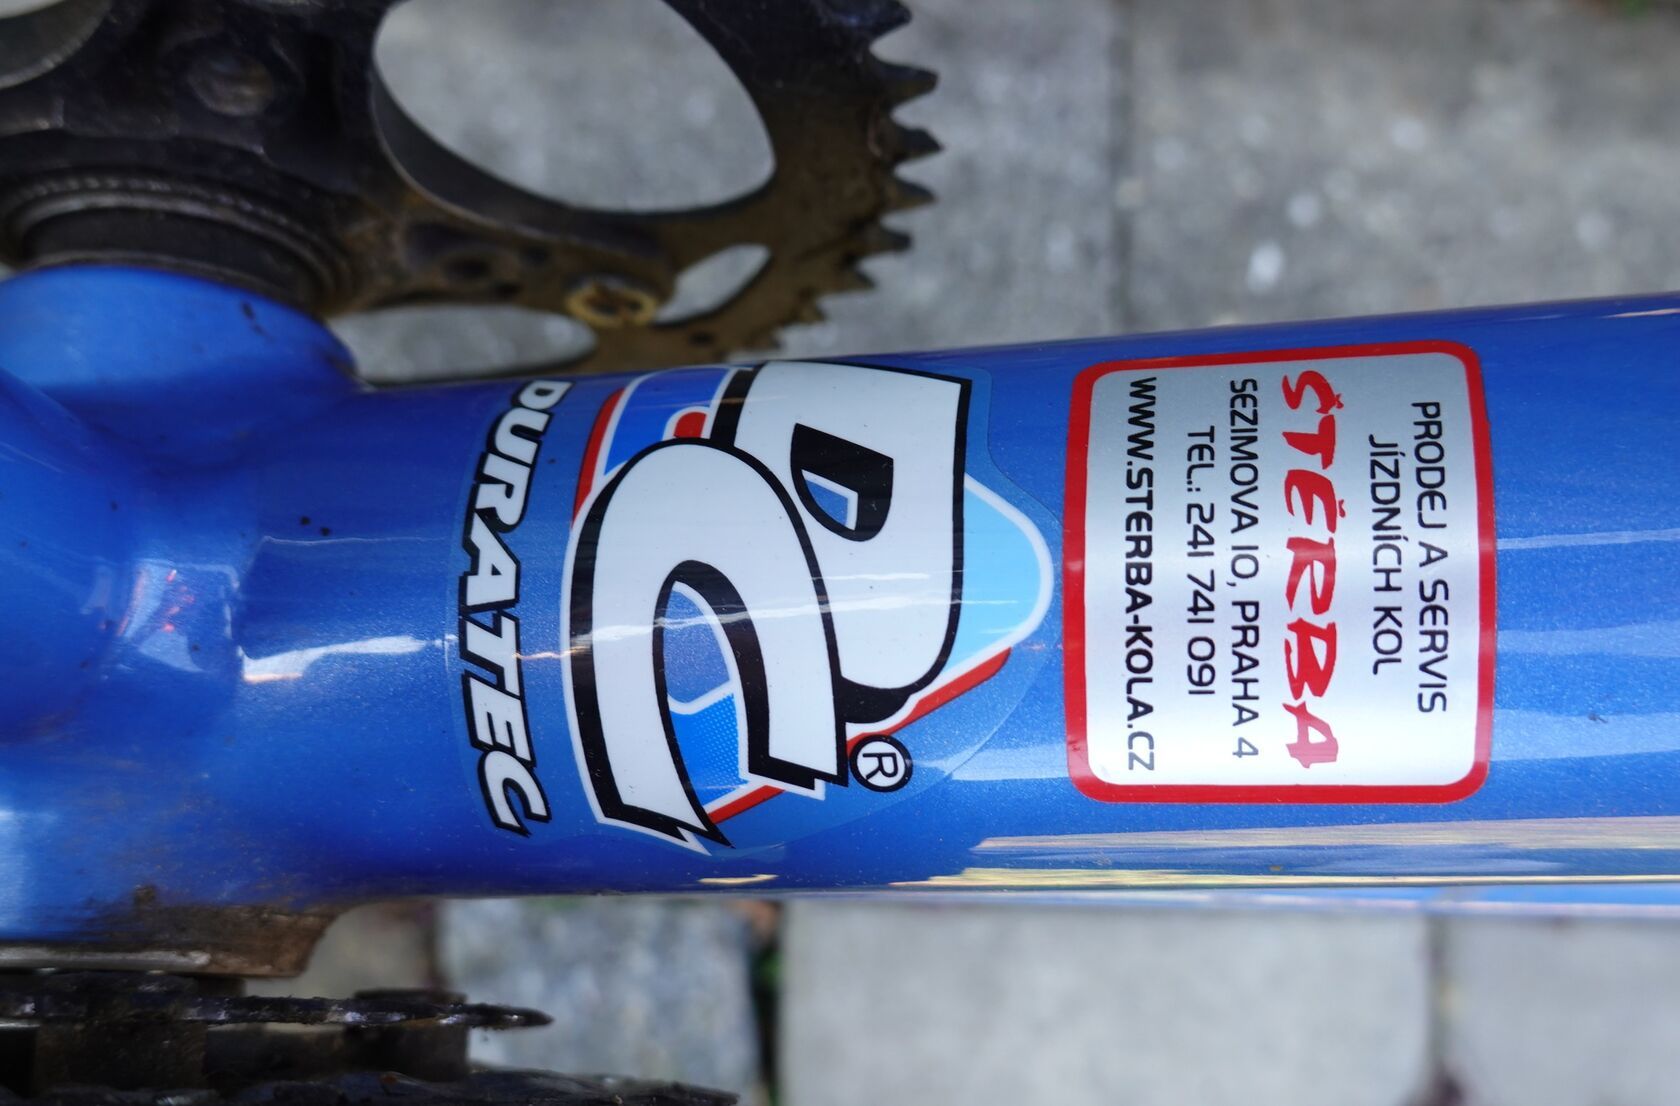 DC®
DURATEC
PRODEJ A SERVIS
JÍZDNÍCH KOL
ŠTĚRBA
SEZIMOVA 10, PRAHA 4
TEL.: 241 741 091
WWW.STERBA-KOLA.CZ